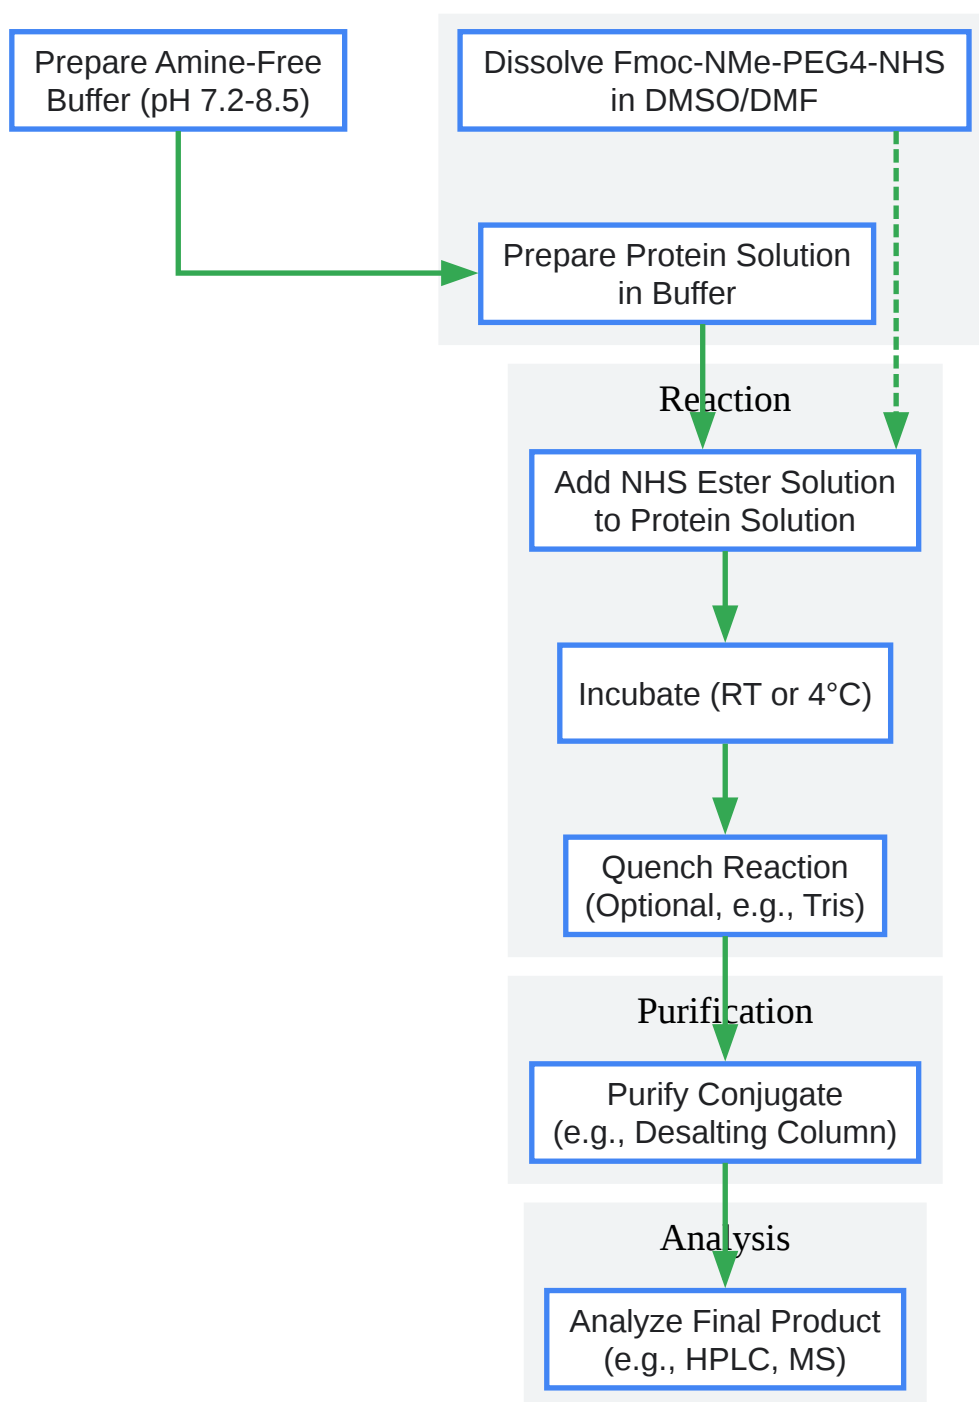 Prepare Amine-Free
Buffer (pH 7.2-8.5)
Dissolve Fmoc-NMe-PEG4-NHS
in DMSO/DMF
Prepare Protein Solution
in Buffer
Reaction
Add NHS Ester Solution
to Protein Solution
Incubate (RT or 4°C)
Quench Reaction
(Optional, e.g., Tris)
Purification
Purify Conjugate
(e.g., Desalting Column)
Analysis
Analyze Final Product
(e.g., HPLC, MS)